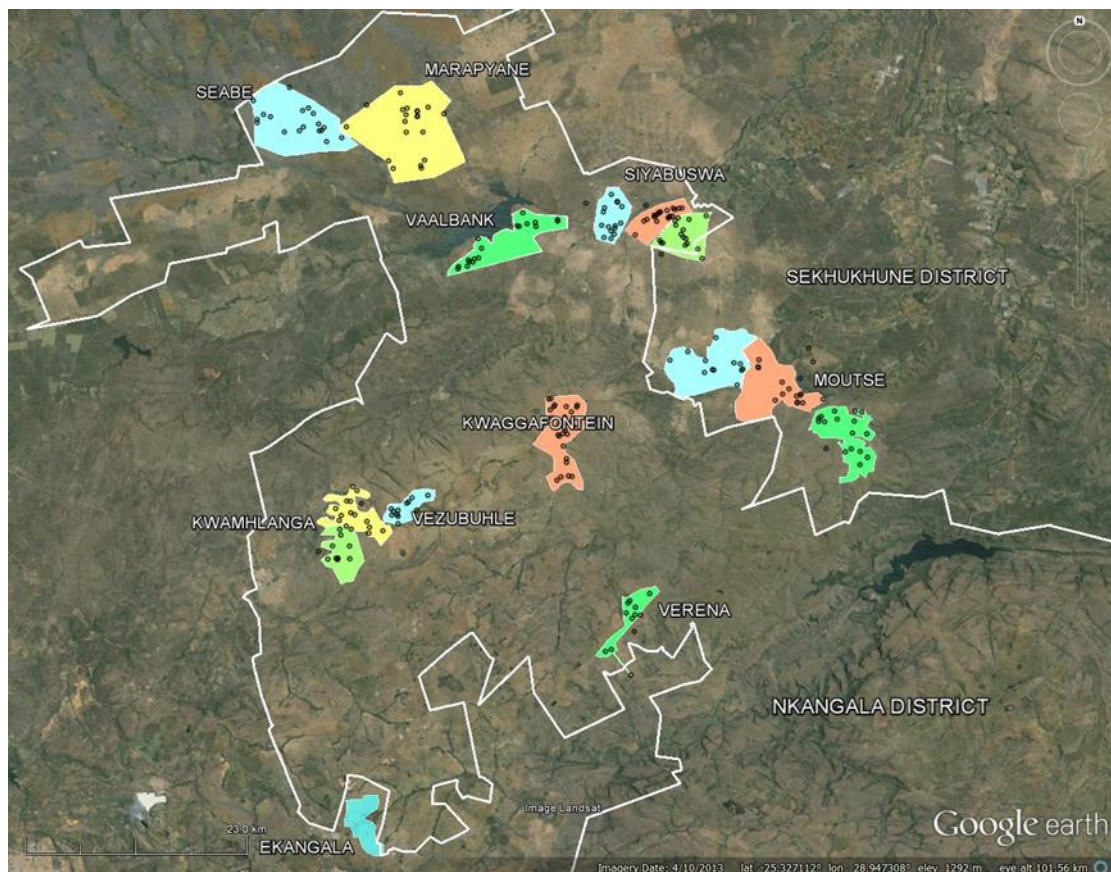 N
MARAPYANE
SEABE
SIYABUSWA
VAALBANK
SEKHUKHUNE DISTRICT
MOUTSE
KWAGGAFONTEIN
KWAMHLANGA
VEZUBUHLE
VERENA
NKANGALA DISTRICT
Image Landsat
23.0 km
Google earth
EKANGALA
Imagery Date: 4/10/2013 lat -25.327112° lon 28.947308° elev 1292 m eye alt 101.56 km